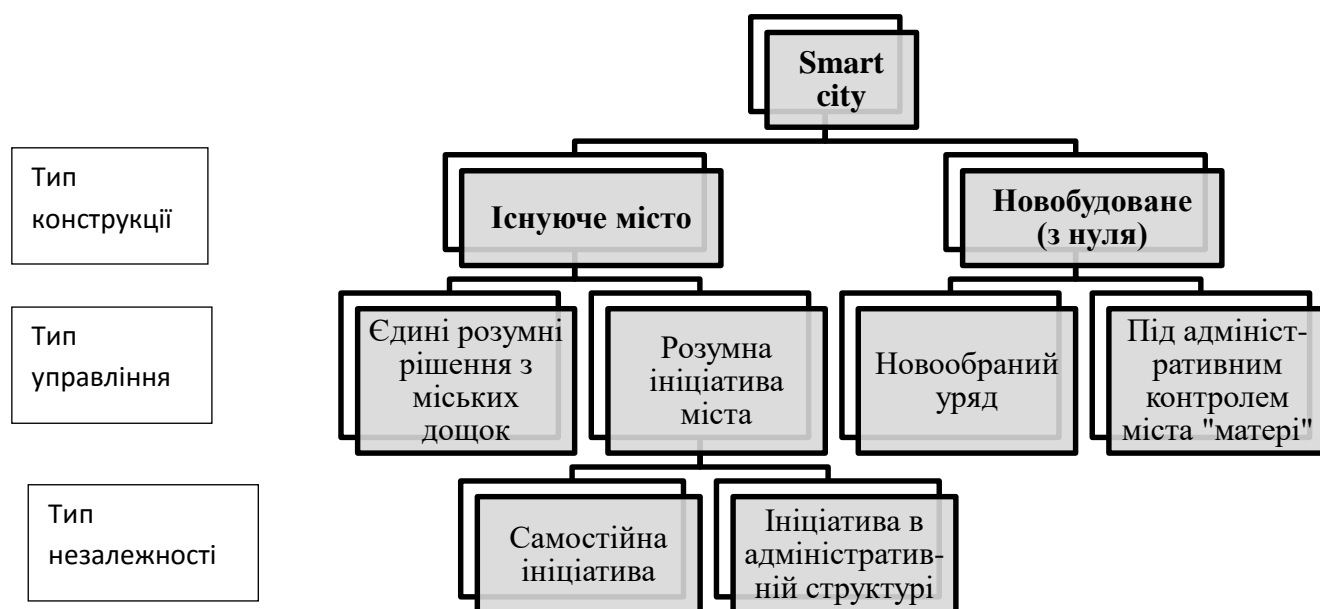 Smart
city
Тип
конструкції
Існуюче місто
Новобудоване
(з нуля)
Тип
управління
Єдині розумні
рішення з
міських
дощок
Розумна
ініціатива
міста
Новообраний
уряд
Під адмініст-
ративним
контролем
міста "матері"
Тип
незалежності
Самостійна
ініціатива
Ініціатива в
адміністратив-
ній структурі